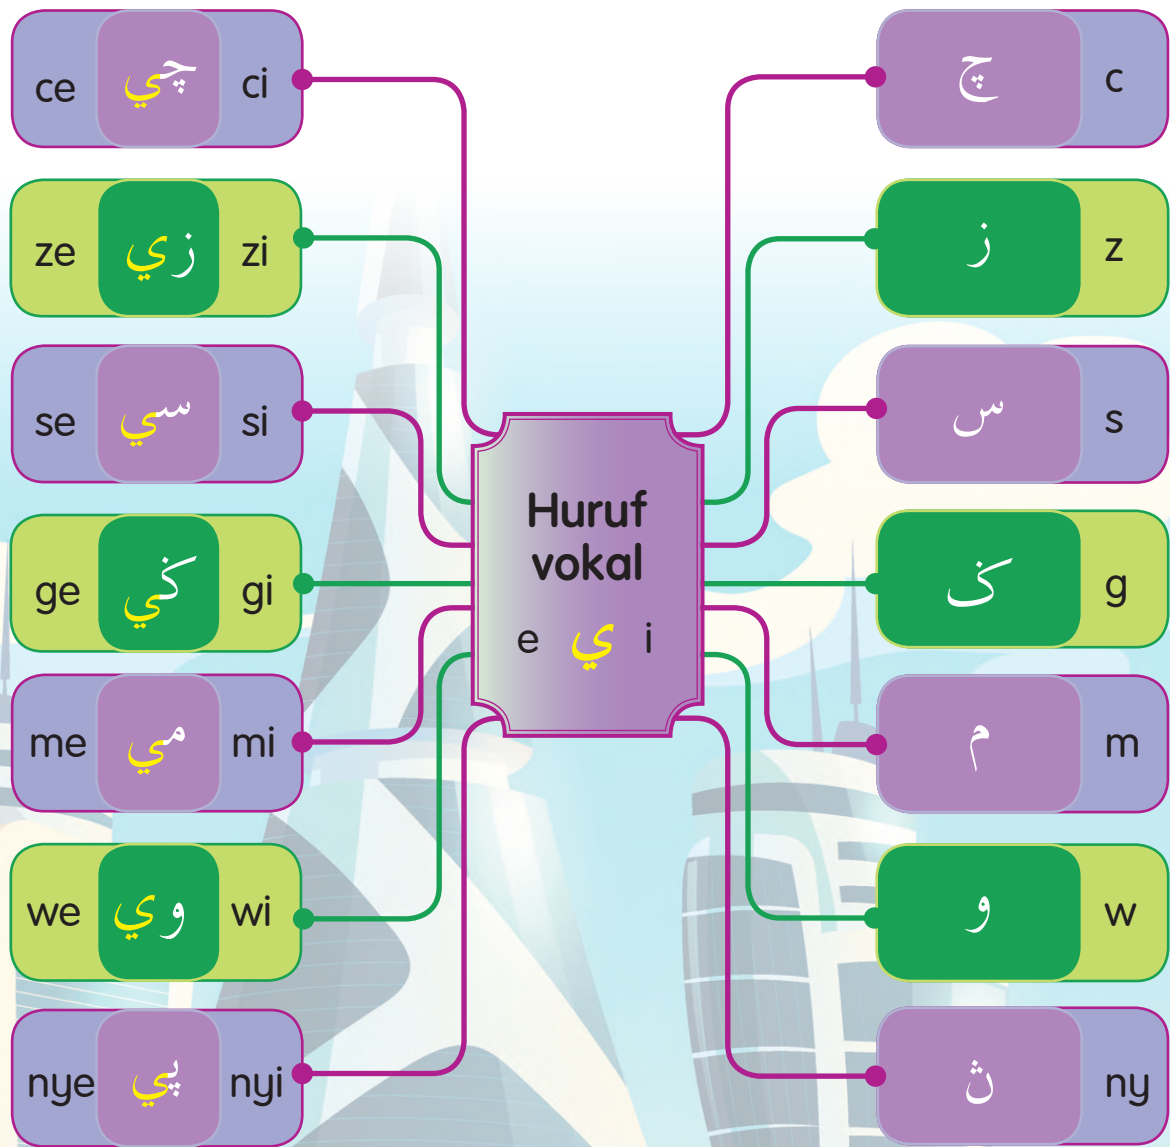 ce چي ci
ze زي zi
se سي si
ge ݢي gi
me مي mi
we وي wi
nye ڽي nyi
Huruf
vokal
e ي i
چ c
ز z
س s
ݢ g
م m
و w
ڽ ny